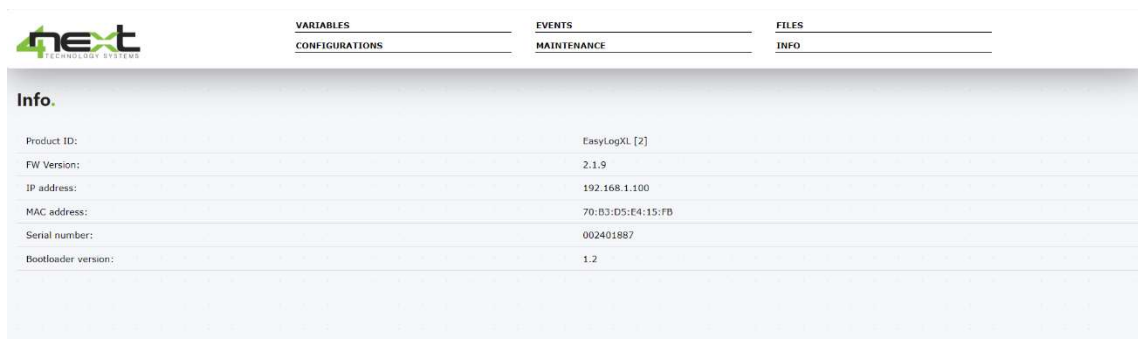 4next
TECHNOLOGY SYSTEMS
VARIABLES
EVENTS
FILES
CONFIGURATIONS
MAINTENANCE
INFO
Info.
Product ID: EasyLogXL [2]
FW Version: 2.1.9
IP address: 192.168.1.100
MAC address: 70:B3:D5:E4:15:FB
Serial number: 002401887
Bootloader version: 1.2